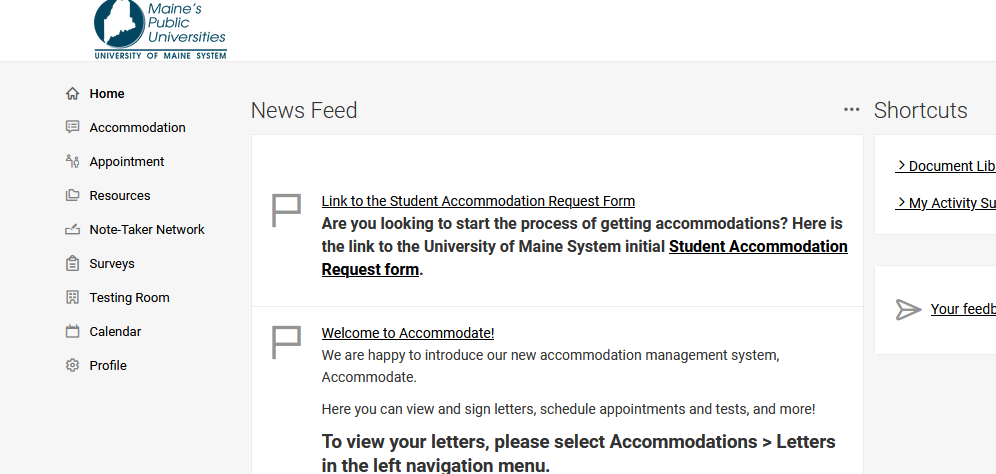 Maine's
Public
Universities
UNIVERSITY OF MAINE SYSTEM
Home
Accommodation
Appointment
Resources
Note-Taker Network
Surveys
Testing Room
Calendar
Profile
News Feed
Link to the Student Accommodation Request Form
Are you looking to start the process of getting accommodations? Here is
the link to the University of Maine System initial Student Accommodation
Request form.
Welcome to Accommodate!
We are happy to introduce our new accommodation management system,
Accommodate.
Here you can view and sign letters, schedule appointments and tests, and more!
To view your letters, please select Accommodations > Letters
in the left navigation menu.
Shortcuts
> Document Lib
> My Activity Su
Your feedb